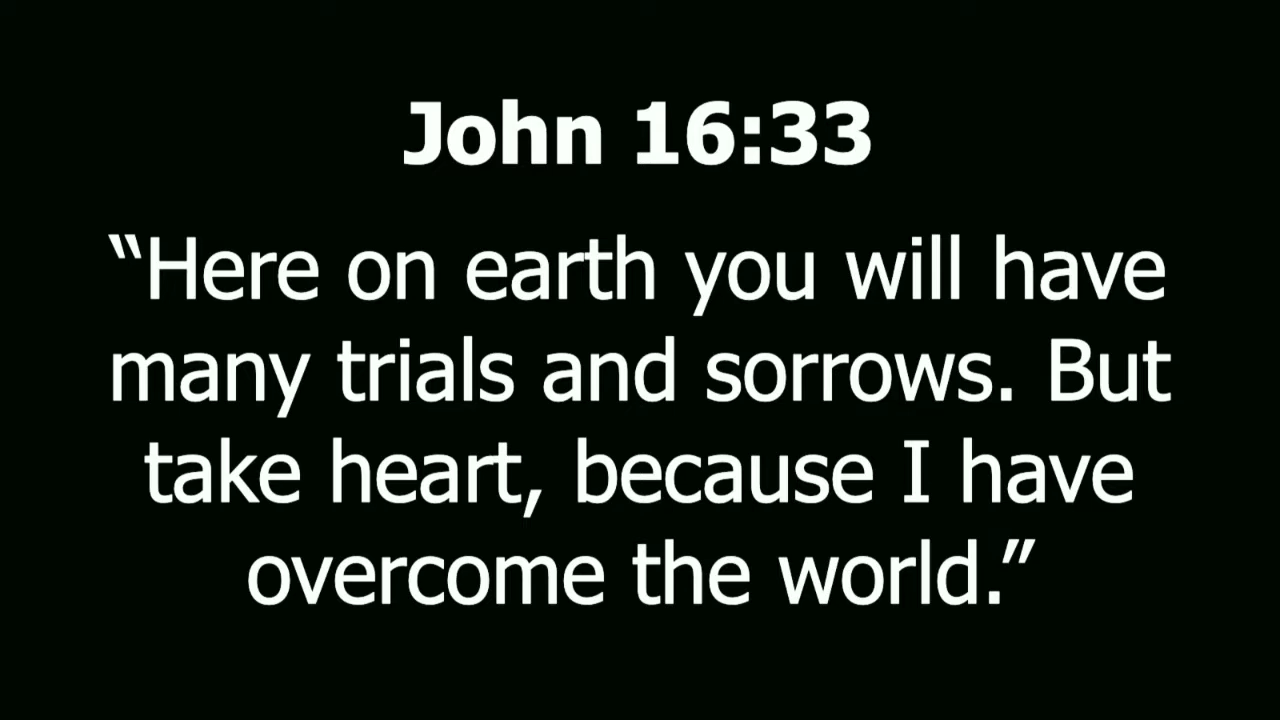 John 16:33
“Here on earth you will have
many trials and sorrows. But
take heart, because I have
overcome the world.”